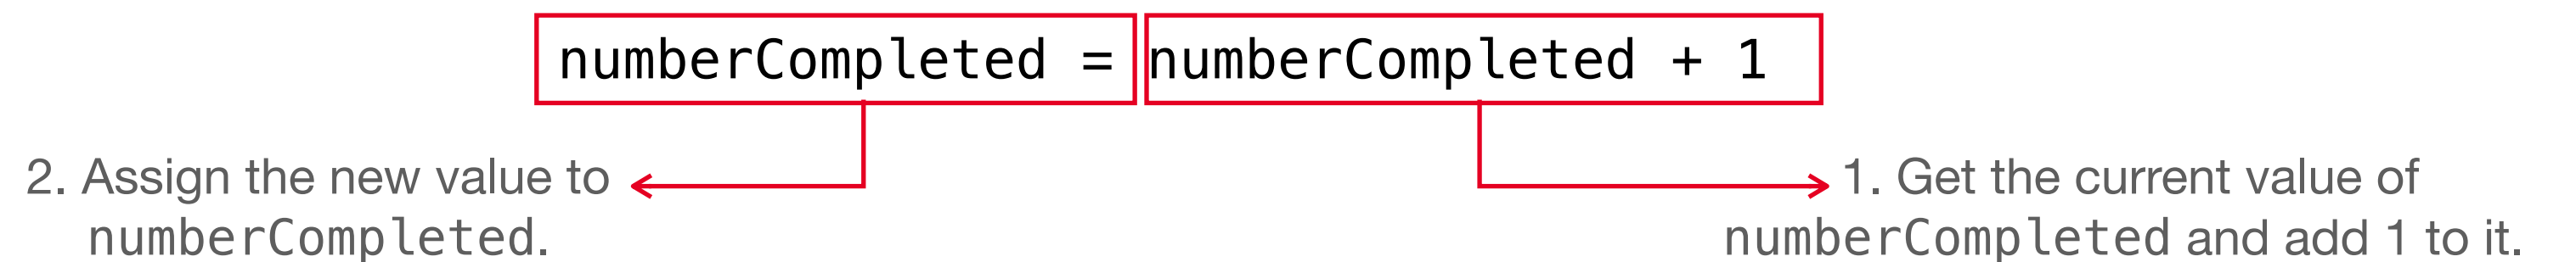 numberCompleted = numberCompleted + 1
2. Assign the new value to
numberCompleted.
1. Get the current value of
numberCompleted and add 1 to it.